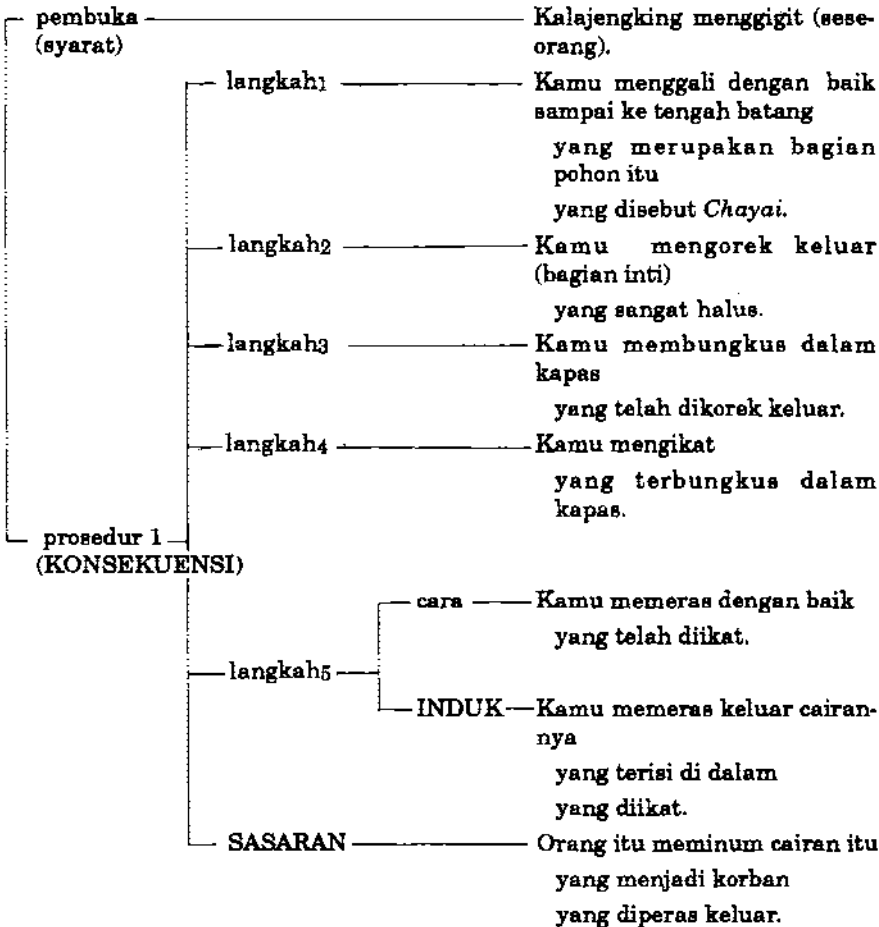 pembuka
(syarat)
Kalajengking menggigit (sese-
orang).
langkah1
Kamu menggali dengan baik
sampai ke tengah batang
yang merupakan bagian
pohon itu
yang disebut Chayai.
langkah2
Kamu mengorek keluar
(bagian inti)
yang sangat halus.
langkah3
Kamu membungkus dalam
kapas
yang telah dikorek keluar.
langkah4
Kamu mengikat
yang terbungkus dalam
kapas.
prosedur 1
(KONSEKUENSI)
langkah5
cara
Kamu memeras dengan baik
yang telah diikat.
INDUK
Kamu memeras keluar cairan-
nya
yang terisi di dalam
yang diikat.
SASARAN
Orang itu meminum cairan itu
yang menjadi korban
yang diperas keluar.